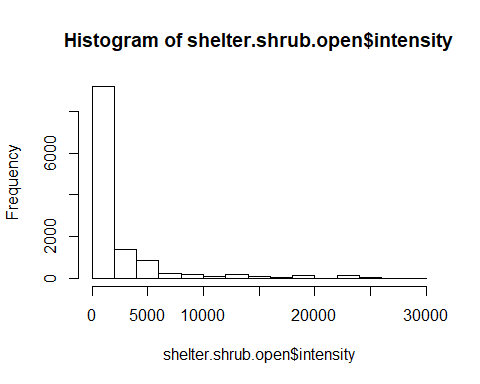 Histogram of shelter.shrub.open$intensity
Frequency
6000
2000
0
0 5000 10000 20000 30000
shelter.shrub.open$intensity